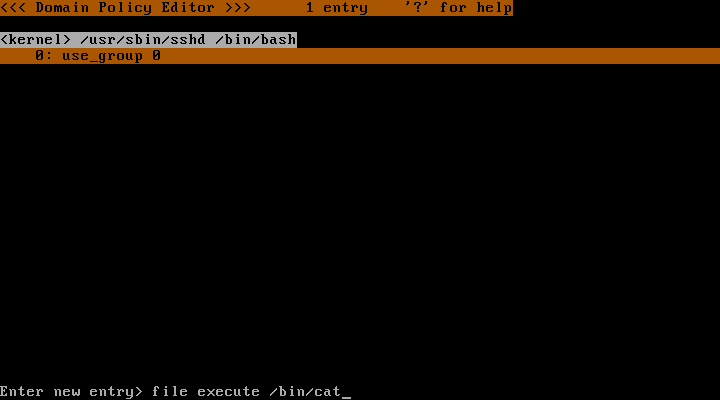 <<< Domain Policy Editor >>>      1 entry    '?' for help
<kernel> /usr/sbin/sshd /bin/bash
    0: use_group 0
Enter new entry> file execute /bin/cat_